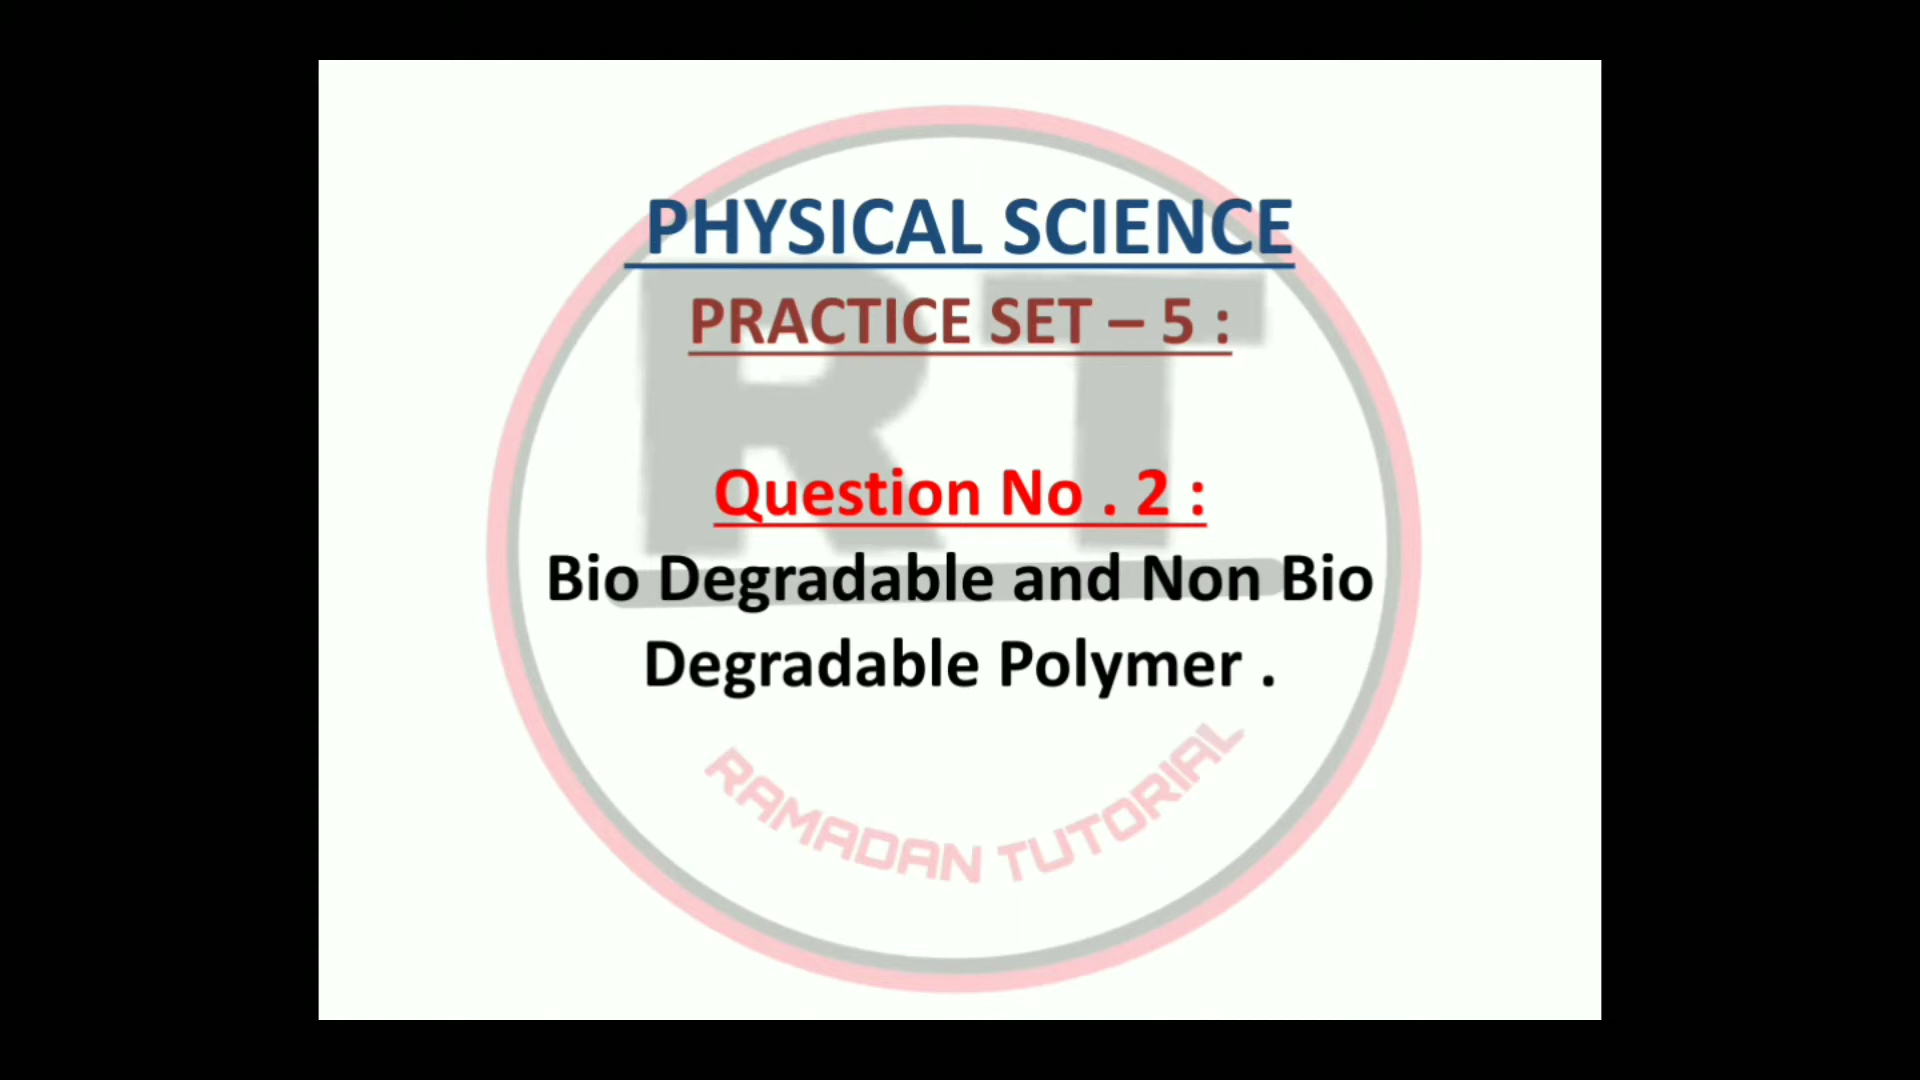 PHYSICAL SCIENCE
PRACTICE SET – 5 :
Question No . 2 :
Bio Degradable and Non Bio
Degradable Polymer .
RT
RAMADAN TUTORIAL